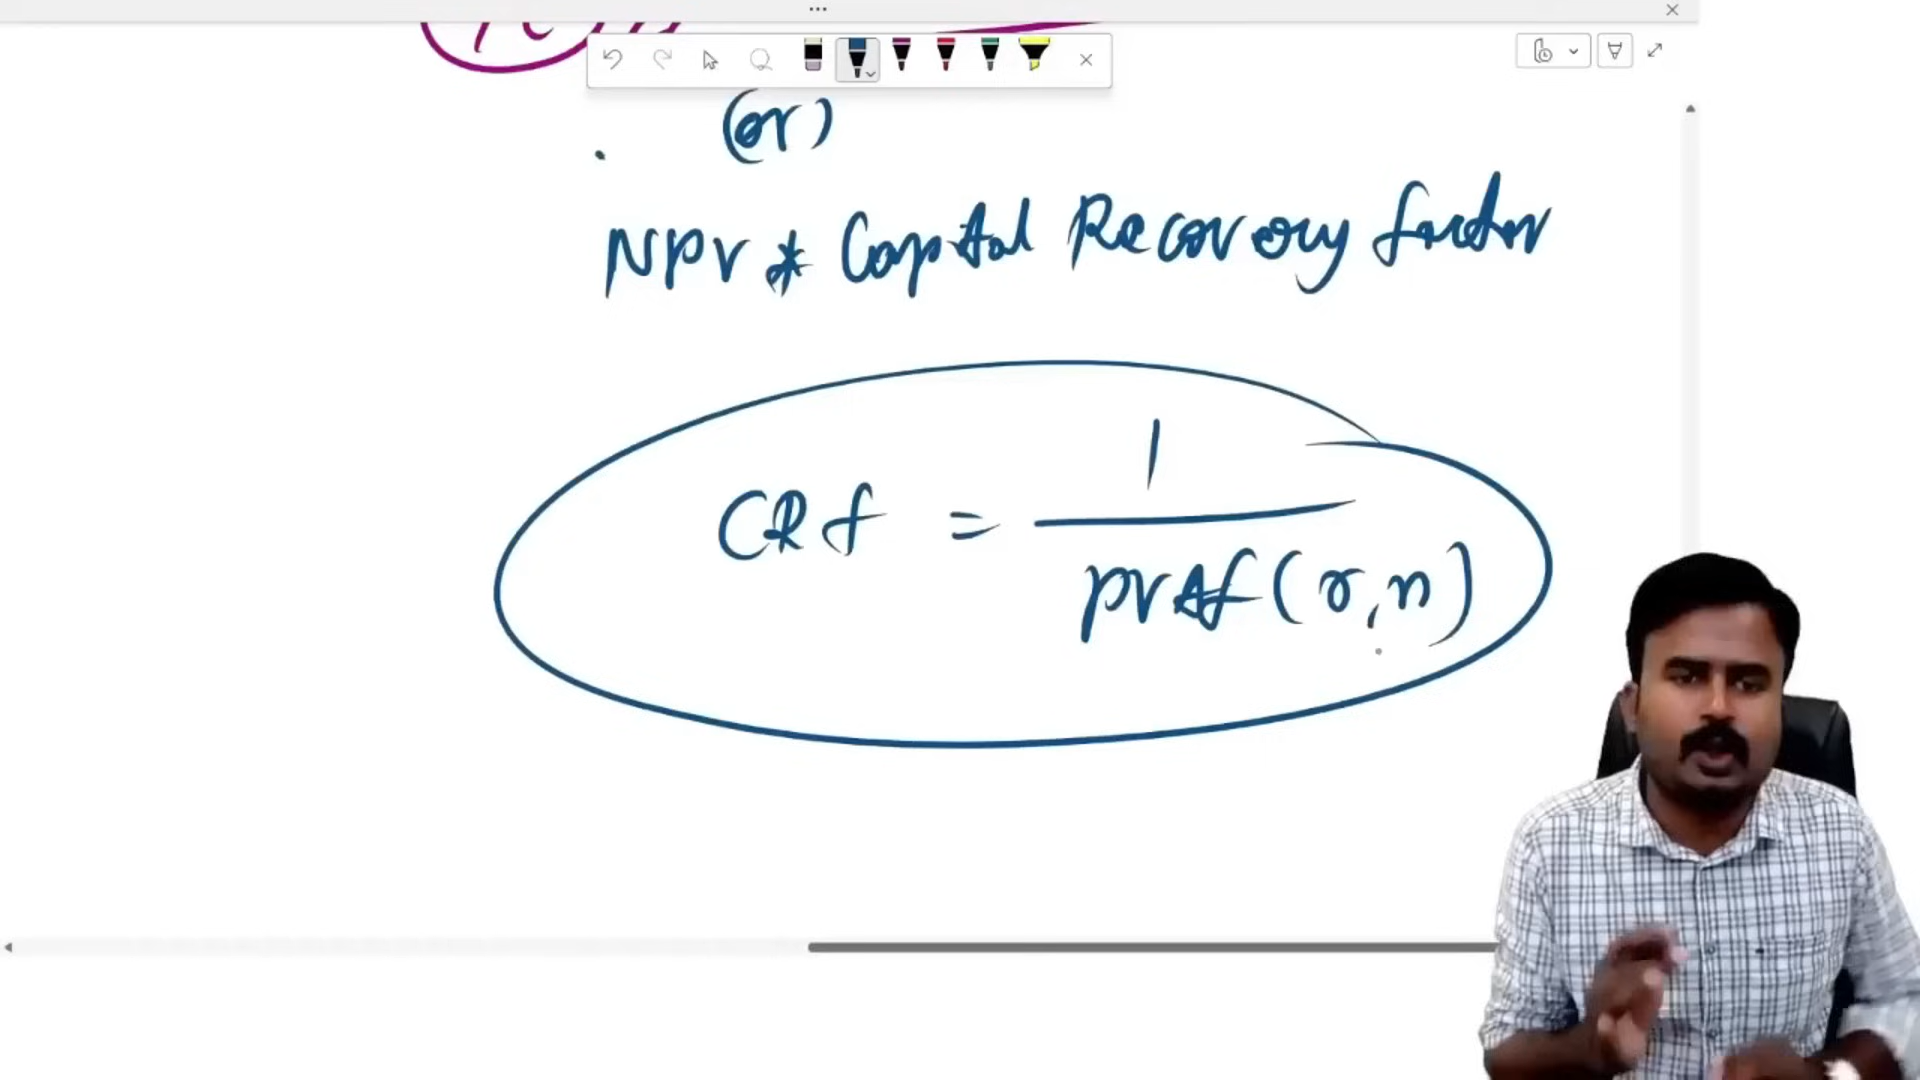 (or)
NPV * Capital Recovery factor
1
CRf =
PVAf (r,n)